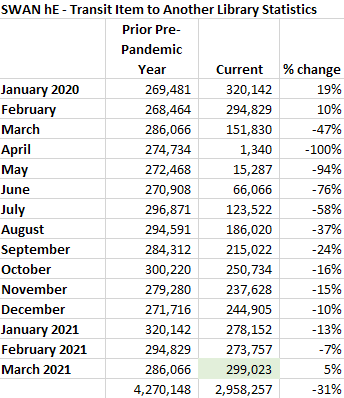 SWAN hE - Transit Item to Another Library Statistics
Prior Pre-
Pandemic
Year Current % change
January 2020 269,481 320,142 19%
February 268,464 294,829 10%
March 286,066 151,830 -47%
April 274,734 1,340 -100%
May 272,468 15,287 -94%
June 270,908 66,066 -76%
July 296,871 123,522 -58%
August 294,591 186,020 -37%
September 284,312 215,022 -24%
October 300,220 250,734 -16%
November 279,280 237,628 -15%
December 271,716 244,905 -10%
January 2021 320,142 278,152 -13%
February 2021 294,829 273,757 -7%
March 2021 286,066 299,023 5%
4,270,148 2,958,257 -31%